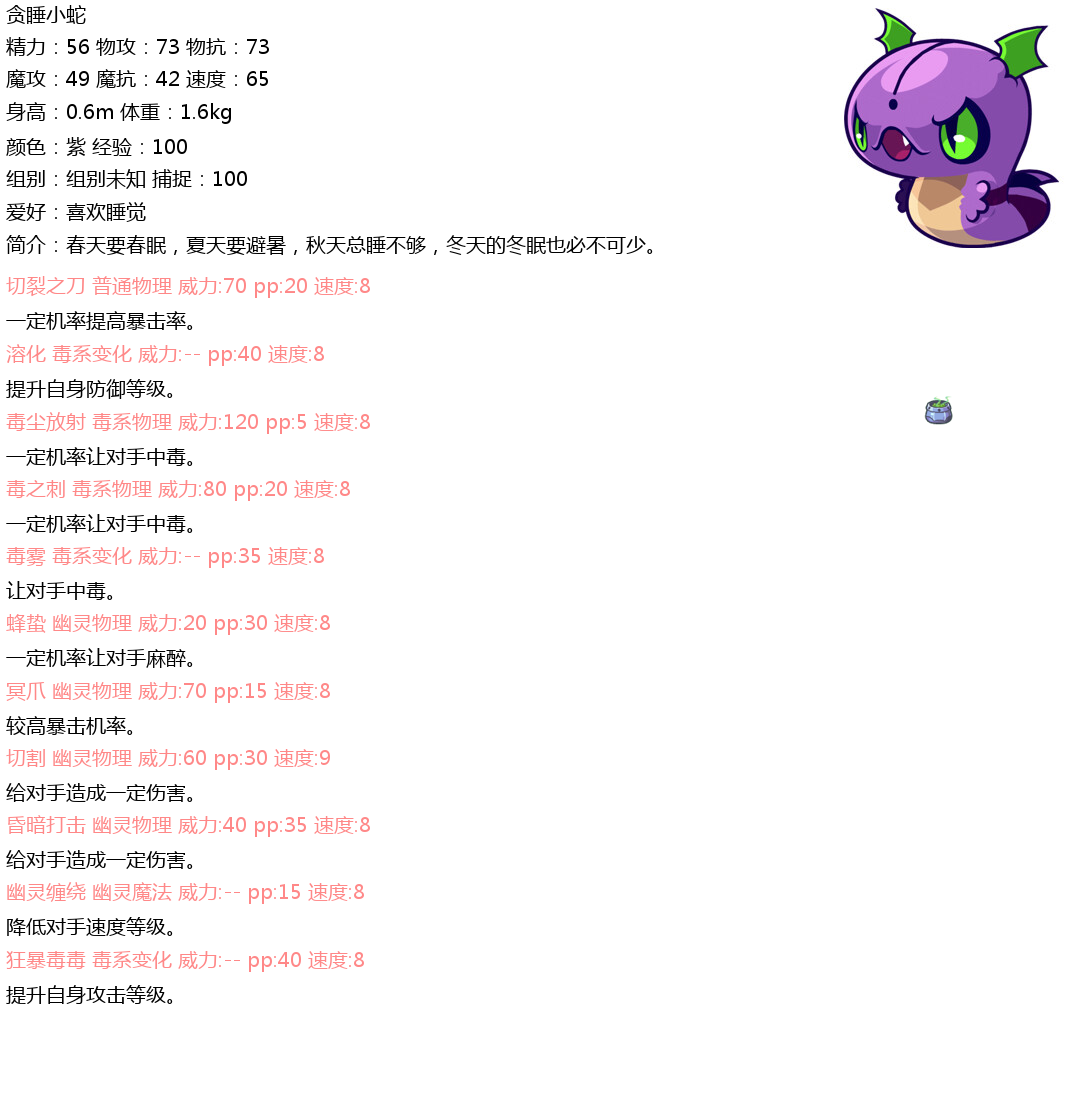 贪睡小蛇
精力：56 物攻：73 物抗：73
魔攻：49 魔抗：42 速度：65
身高：0.6m 体重：1.6kg
颜色：紫 经验：100
组别：组别未知 捕捉：100
爱好：喜欢睡觉
简介：春天要春眠，夏天要避暑，秋天总睡不够，冬天的冬眠也必不可少。
切裂之刀 普通物理 威力:70 pp:20 速度:8
一定机率提高暴击率。
溶化 毒系变化 威力:-- pp:40 速度:8
提升自身防御等级。
毒尘放射 毒系物理 威力:120 pp:5 速度:8
一定机率让对手中毒。
毒之刺 毒系物理 威力:80 pp:20 速度:8
一定机率让对手中毒。
毒雾 毒系变化 威力:-- pp:35 速度:8
让对手中毒。
蜂蛰 幽灵物理 威力:20 pp:30 速度:8
一定机率让对手麻醉。
冥爪 幽灵物理 威力:70 pp:15 速度:8
较高暴击机率。
切割 幽灵物理 威力:60 pp:30 速度:9
给对手造成一定伤害。
昏暗打击 幽灵物理 威力:40 pp:35 速度:8
给对手造成一定伤害。
幽灵缠绕 幽灵魔法 威力:-- pp:15 速度:8
降低对手速度等级。
狂暴毒毒 毒系变化 威力:-- pp:40 速度:8
提升自身攻击等级。